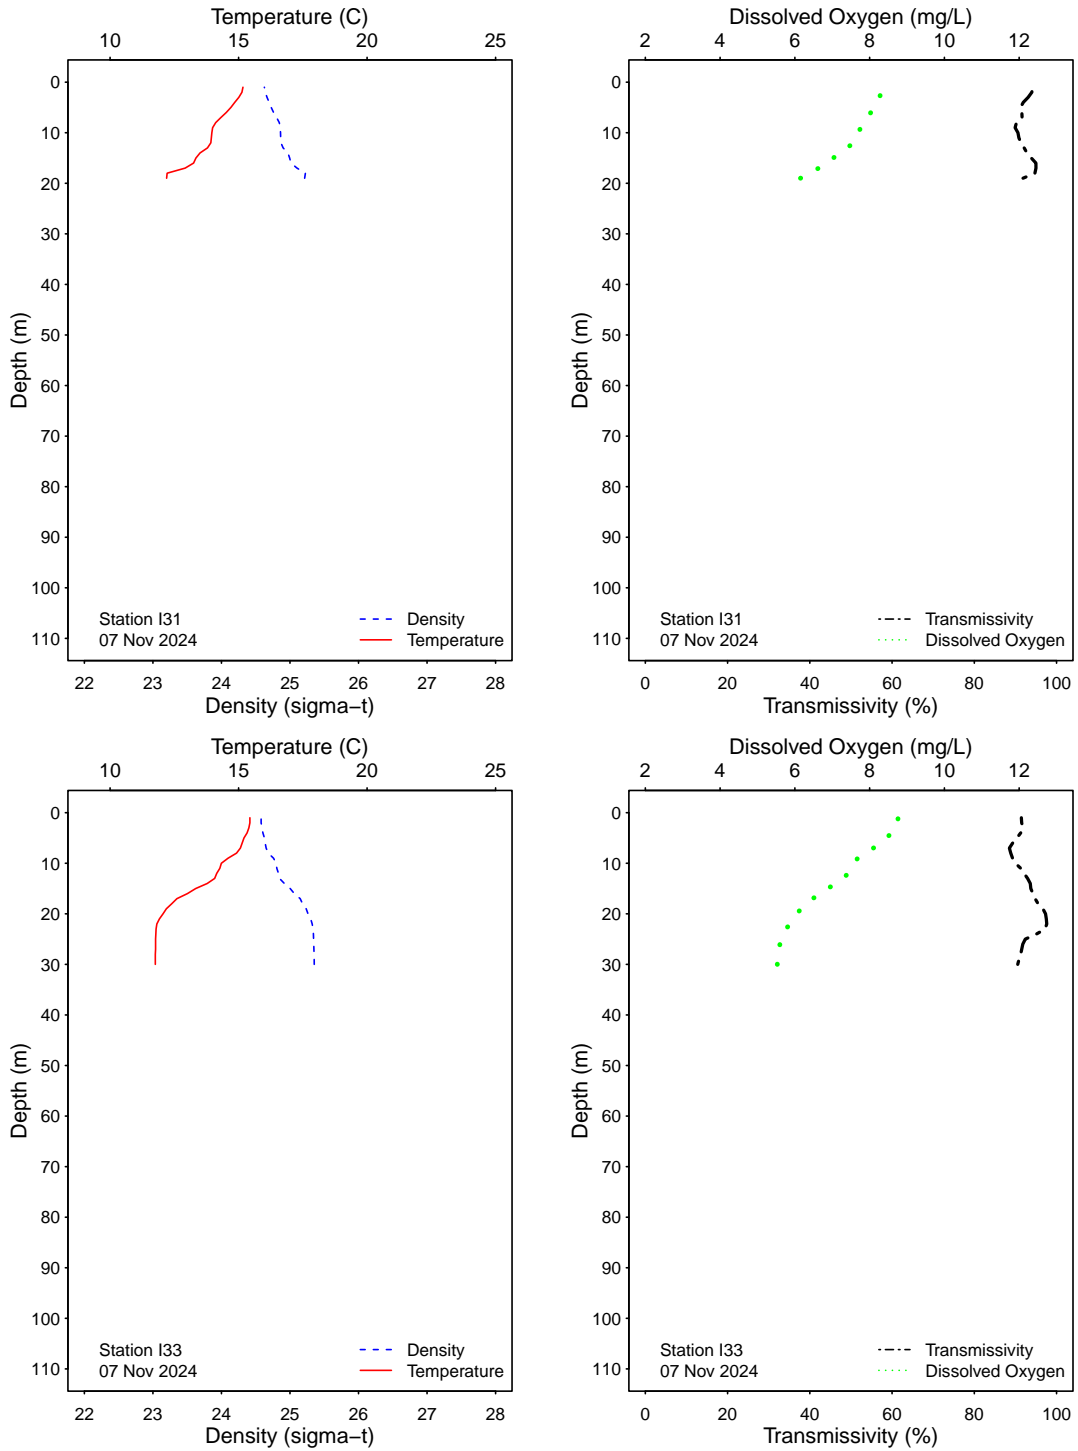 Temperature (C)
10 15 20 25
0
10
20
30
40
50
60
70
80
90
100
110
Depth (m)
Station I31
07 Nov 2024
Density
Temperature
22 23 24 25 26 27 28
Density (sigma−t)
Dissolved Oxygen (mg/L)
2 4 6 8 10 12
0
10
20
30
40
50
60
70
80
90
100
110
Depth (m)
Station I31
07 Nov 2024
Transmissivity
Dissolved Oxygen
0 20 40 60 80 100
Transmissivity (%)
Temperature (C)
10 15 20 25
0
10
20
30
40
50
60
70
80
90
100
110
Depth (m)
Station I33
07 Nov 2024
Density
Temperature
22 23 24 25 26 27 28
Density (sigma−t)
Dissolved Oxygen (mg/L)
2 4 6 8 10 12
0
10
20
30
40
50
60
70
80
90
100
110
Depth (m)
Station I33
07 Nov 2024
Transmissivity
Dissolved Oxygen
0 20 40 60 80 100
Transmissivity (%)